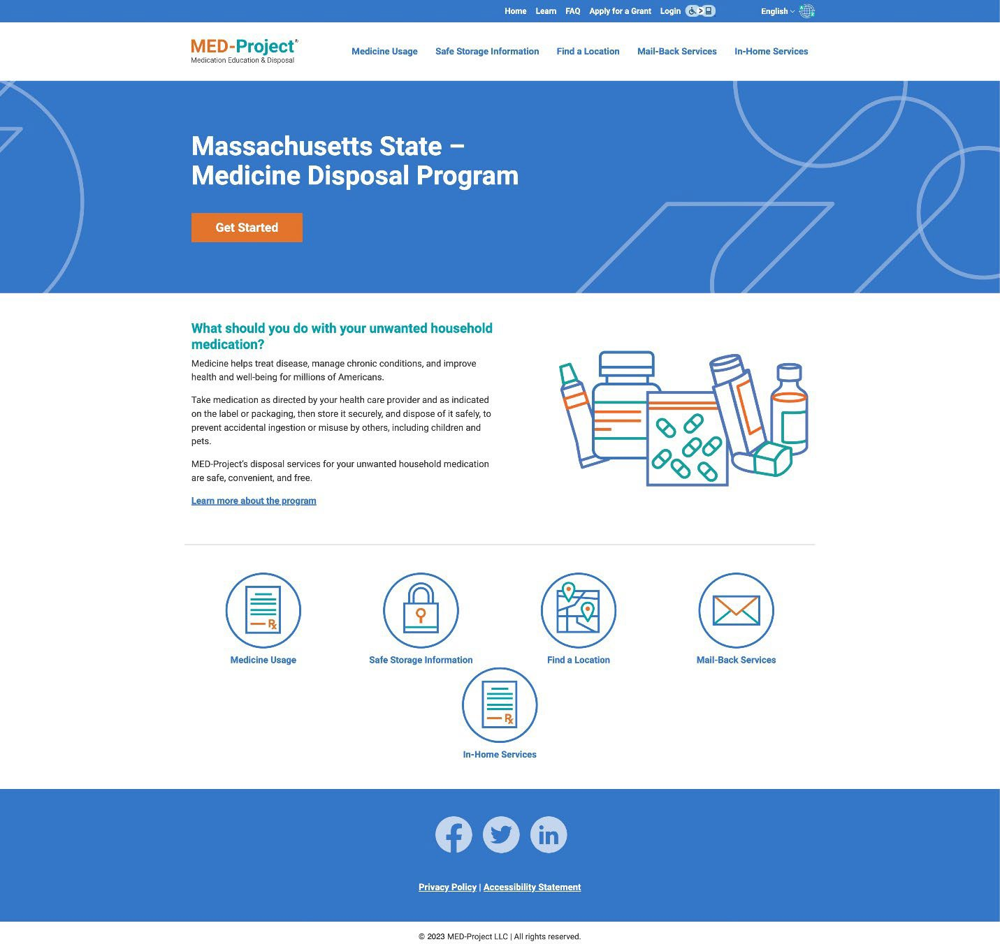 Home Learn FAQ Apply for a Grant Login English
MED-Project®
Medication Education & Disposal
Medicine Usage Safe Storage Information Find a Location Mail-Back Services In-Home Services
Massachusetts State –
Medicine Disposal Program
Get Started
What should you do with your unwanted household
medication?
Medicine helps treat disease, manage chronic conditions, and improve
health and well-being for millions of Americans.
Take medication as directed by your health care provider and as indicated
on the label or packaging, then store it securely, and dispose of it safely, to
prevent accidental ingestion or misuse by others, including children and
pets.
MED-Project's disposal services for your unwanted household medication
are safe, convenient, and free.
Learn more about the program
Rx
Medicine Usage Safe Storage Information Find a Location Mail-Back Services
Rx
In-Home Services
f in
Privacy Policy | Accessibility Statement
© 2023 MED-Project LLC | All rights reserved.